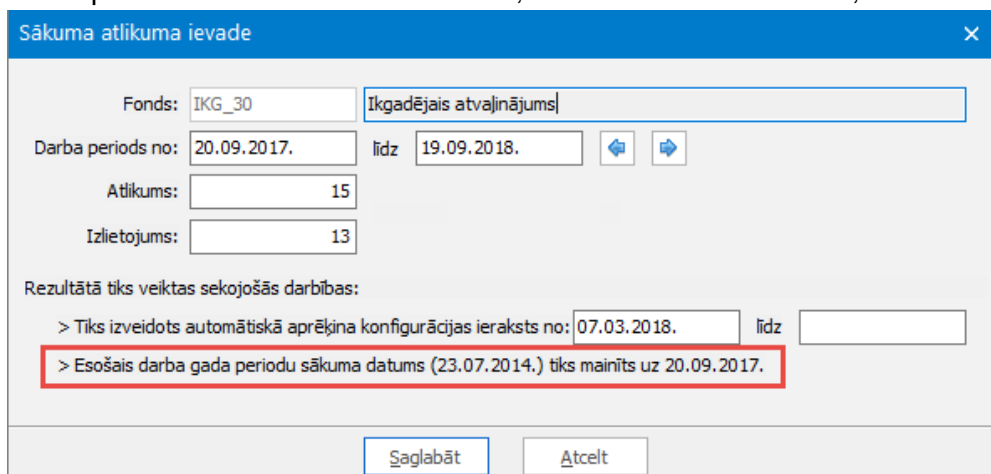 Sākuma atlikuma ievade
Fonds: IKG_30 Ikgadējais atvaļinājums
Darba periods no: 20.09.2017. līdz 19.09.2018.
Atlikums: 15
Izlietojums: 13
Rezultātā tiks veiktas sekojošās darbības:
> Tiks izveidots automātiskā aprēķina konfigurācijas ieraksts no: 07.03.2018. līdz
> Esošais darba gada periodu sākuma datums (23.07.2014.) tiks mainīts uz 20.09.2017.
Saglabāt Atcelt